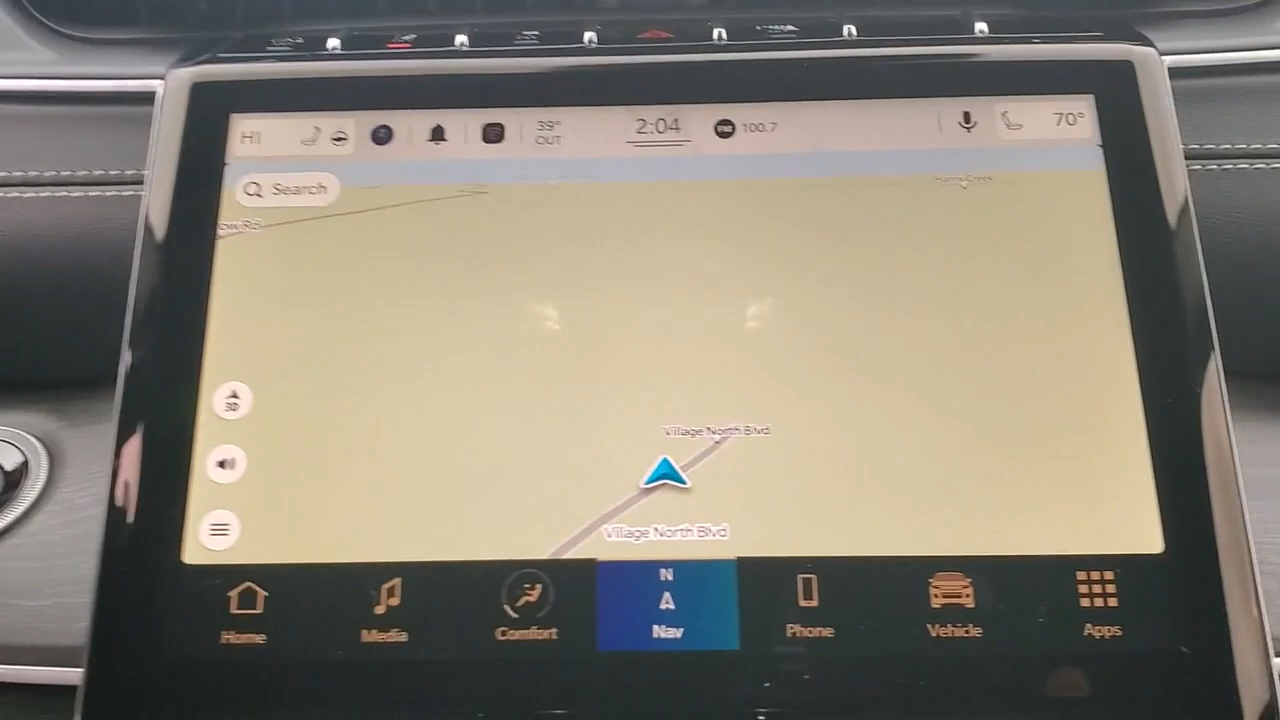 HI
39°
OUT
2:04
100.7
70°
Search
3D
Village North Blvd
Village North Blvd
N
Home
Media
Comfort
Nav
Phone
Vehicle
Apps